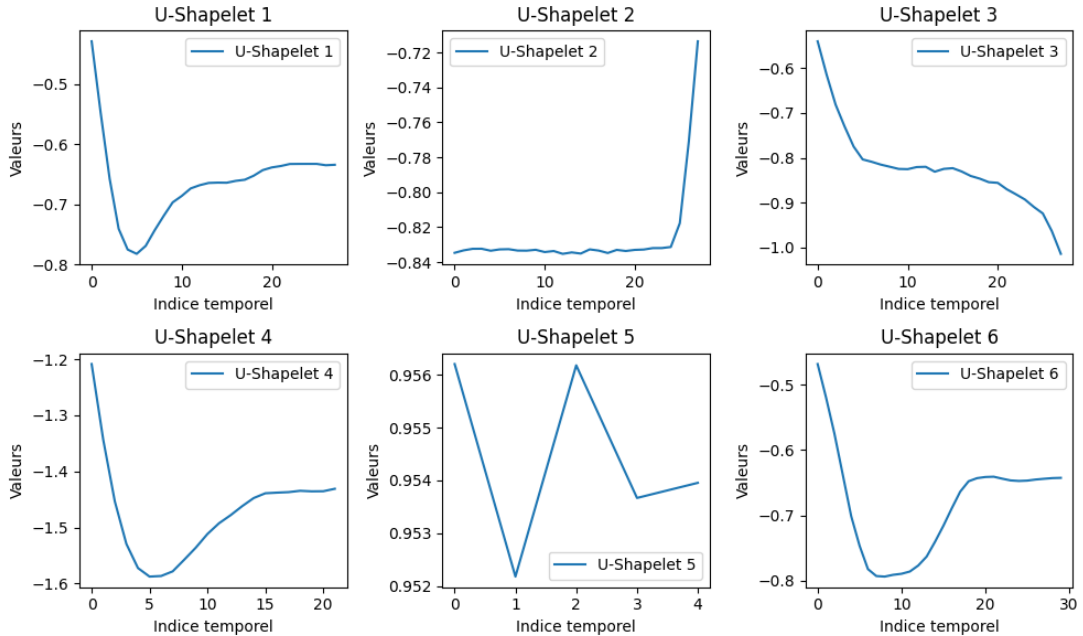 U-Shapelet 1
U-Shapelet 1
Valeurs
−0.5
−0.6
−0.7
−0.8
0
10
20
Indice temporel
U-Shapelet 2
U-Shapelet 2
Valeurs
−0.72
−0.74
−0.76
−0.78
−0.80
−0.82
−0.84
0
10
20
Indice temporel
U-Shapelet 3
U-Shapelet 3
Valeurs
−0.6
−0.7
−0.8
−0.9
−1.0
0
10
20
Indice temporel
U-Shapelet 4
U-Shapelet 4
Valeurs
−1.2
−1.3
−1.4
−1.5
−1.6
0
5
10
15
20
Indice temporel
U-Shapelet 5
U-Shapelet 5
Valeurs
0.956
0.955
0.954
0.953
0.952
0
1
2
3
4
Indice temporel
U-Shapelet 6
U-Shapelet 6
Valeurs
−0.5
−0.6
−0.7
−0.8
0
10
20
30
Indice temporel